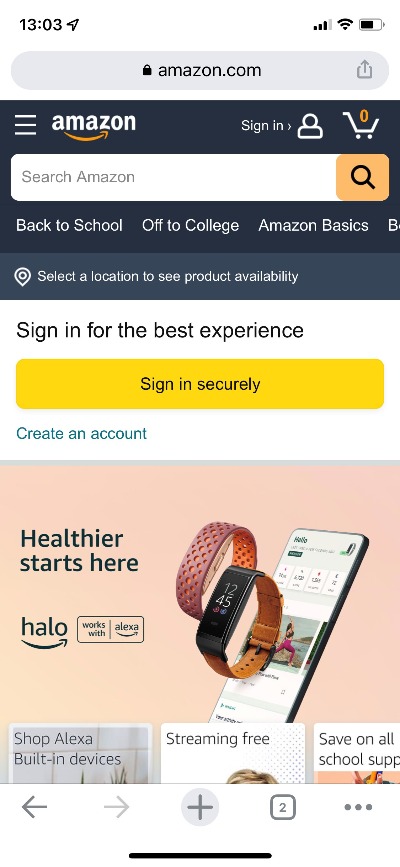 13:03
amazon.com
amazon
Sign in ›
0
Search Amazon
Back to School Off to College Amazon Basics
Select a location to see product availability
Sign in for the best experience
Sign in securely
Create an account
Healthier
starts here
halo
works with alexa
12
45
Halo
Shop Alexa
Built-in devices
Streaming free
Save on all
school supp
2